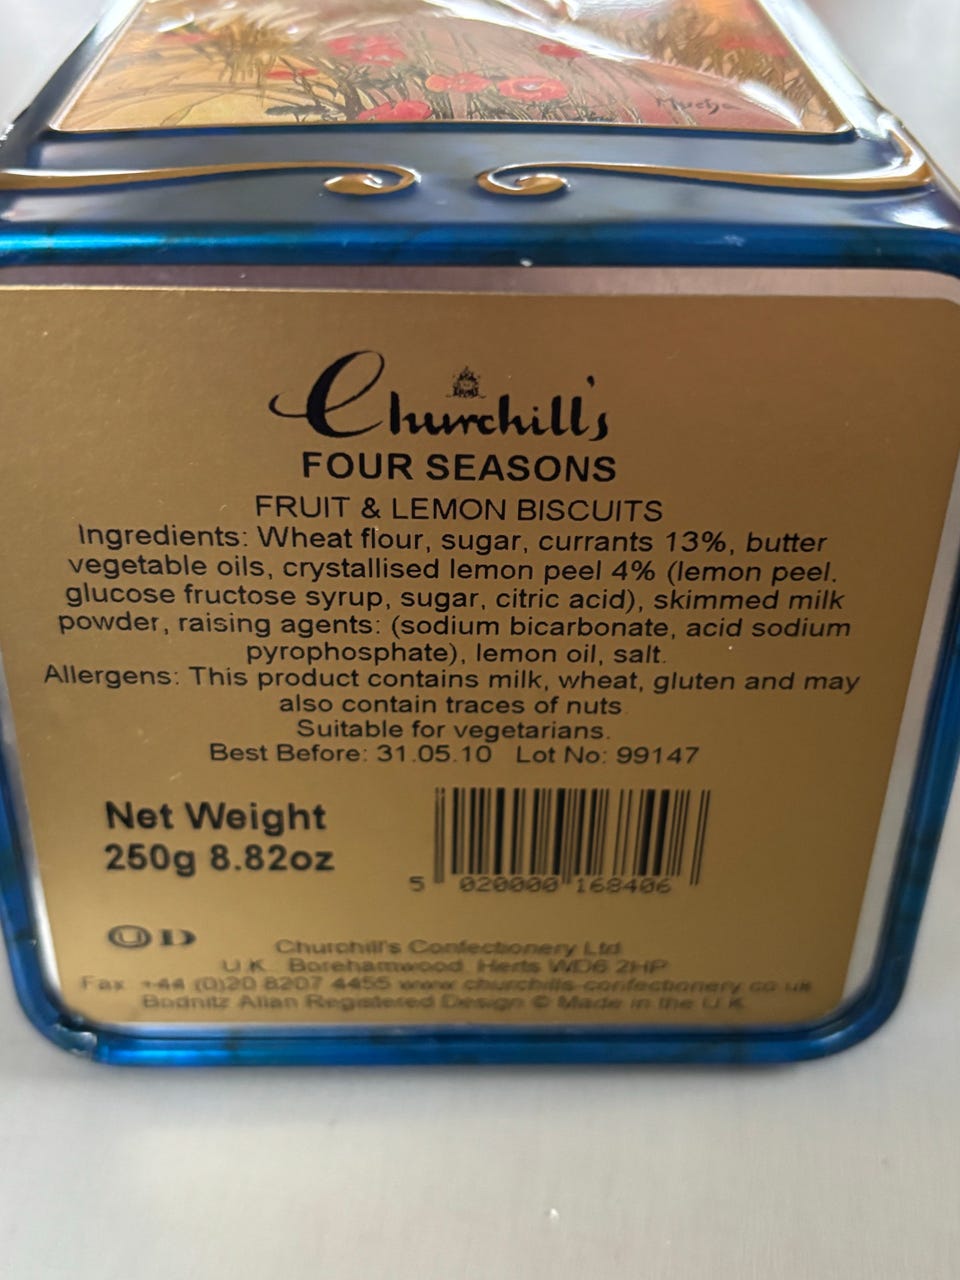 Mucha
Churchill's
FOUR SEASONS
FRUIT & LEMON BISCUITS
Ingredients: Wheat flour, sugar, currants 13%, butter
vegetable oils, crystallised lemon peel 4% (lemon peel.
glucose fructose syrup, sugar, citric acid), skimmed milk
powder, raising agents: (sodium bicarbonate, acid sodium
pyrophosphate), lemon oil, salt.
Allergens: This product contains milk, wheat, gluten and may
also contain traces of nuts
Suitable for vegetarians.
Best Before: 31.05.10 Lot No: 99147
Net Weight
250g 8.82oz
5 020000 168406
U D
Churchill's Confectionery Ltd
U.K. Borehamwood Herts WD6 2HP
Fax +44 (0)20 8207 4455 www churchills-confectionery co uk
Bodnitz Allan Registered Design © Made in the U K